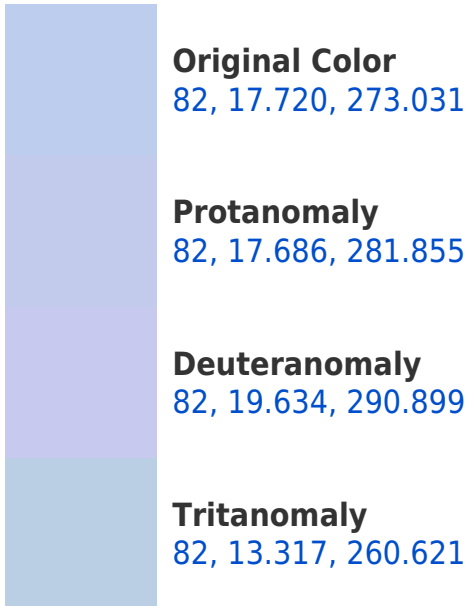 Original Color
82, 17.720, 273.031
Protanomaly
82, 17.686, 281.855
Deuteranomaly
82, 19.634, 290.899
Tritanomaly
82, 13.317, 260.621